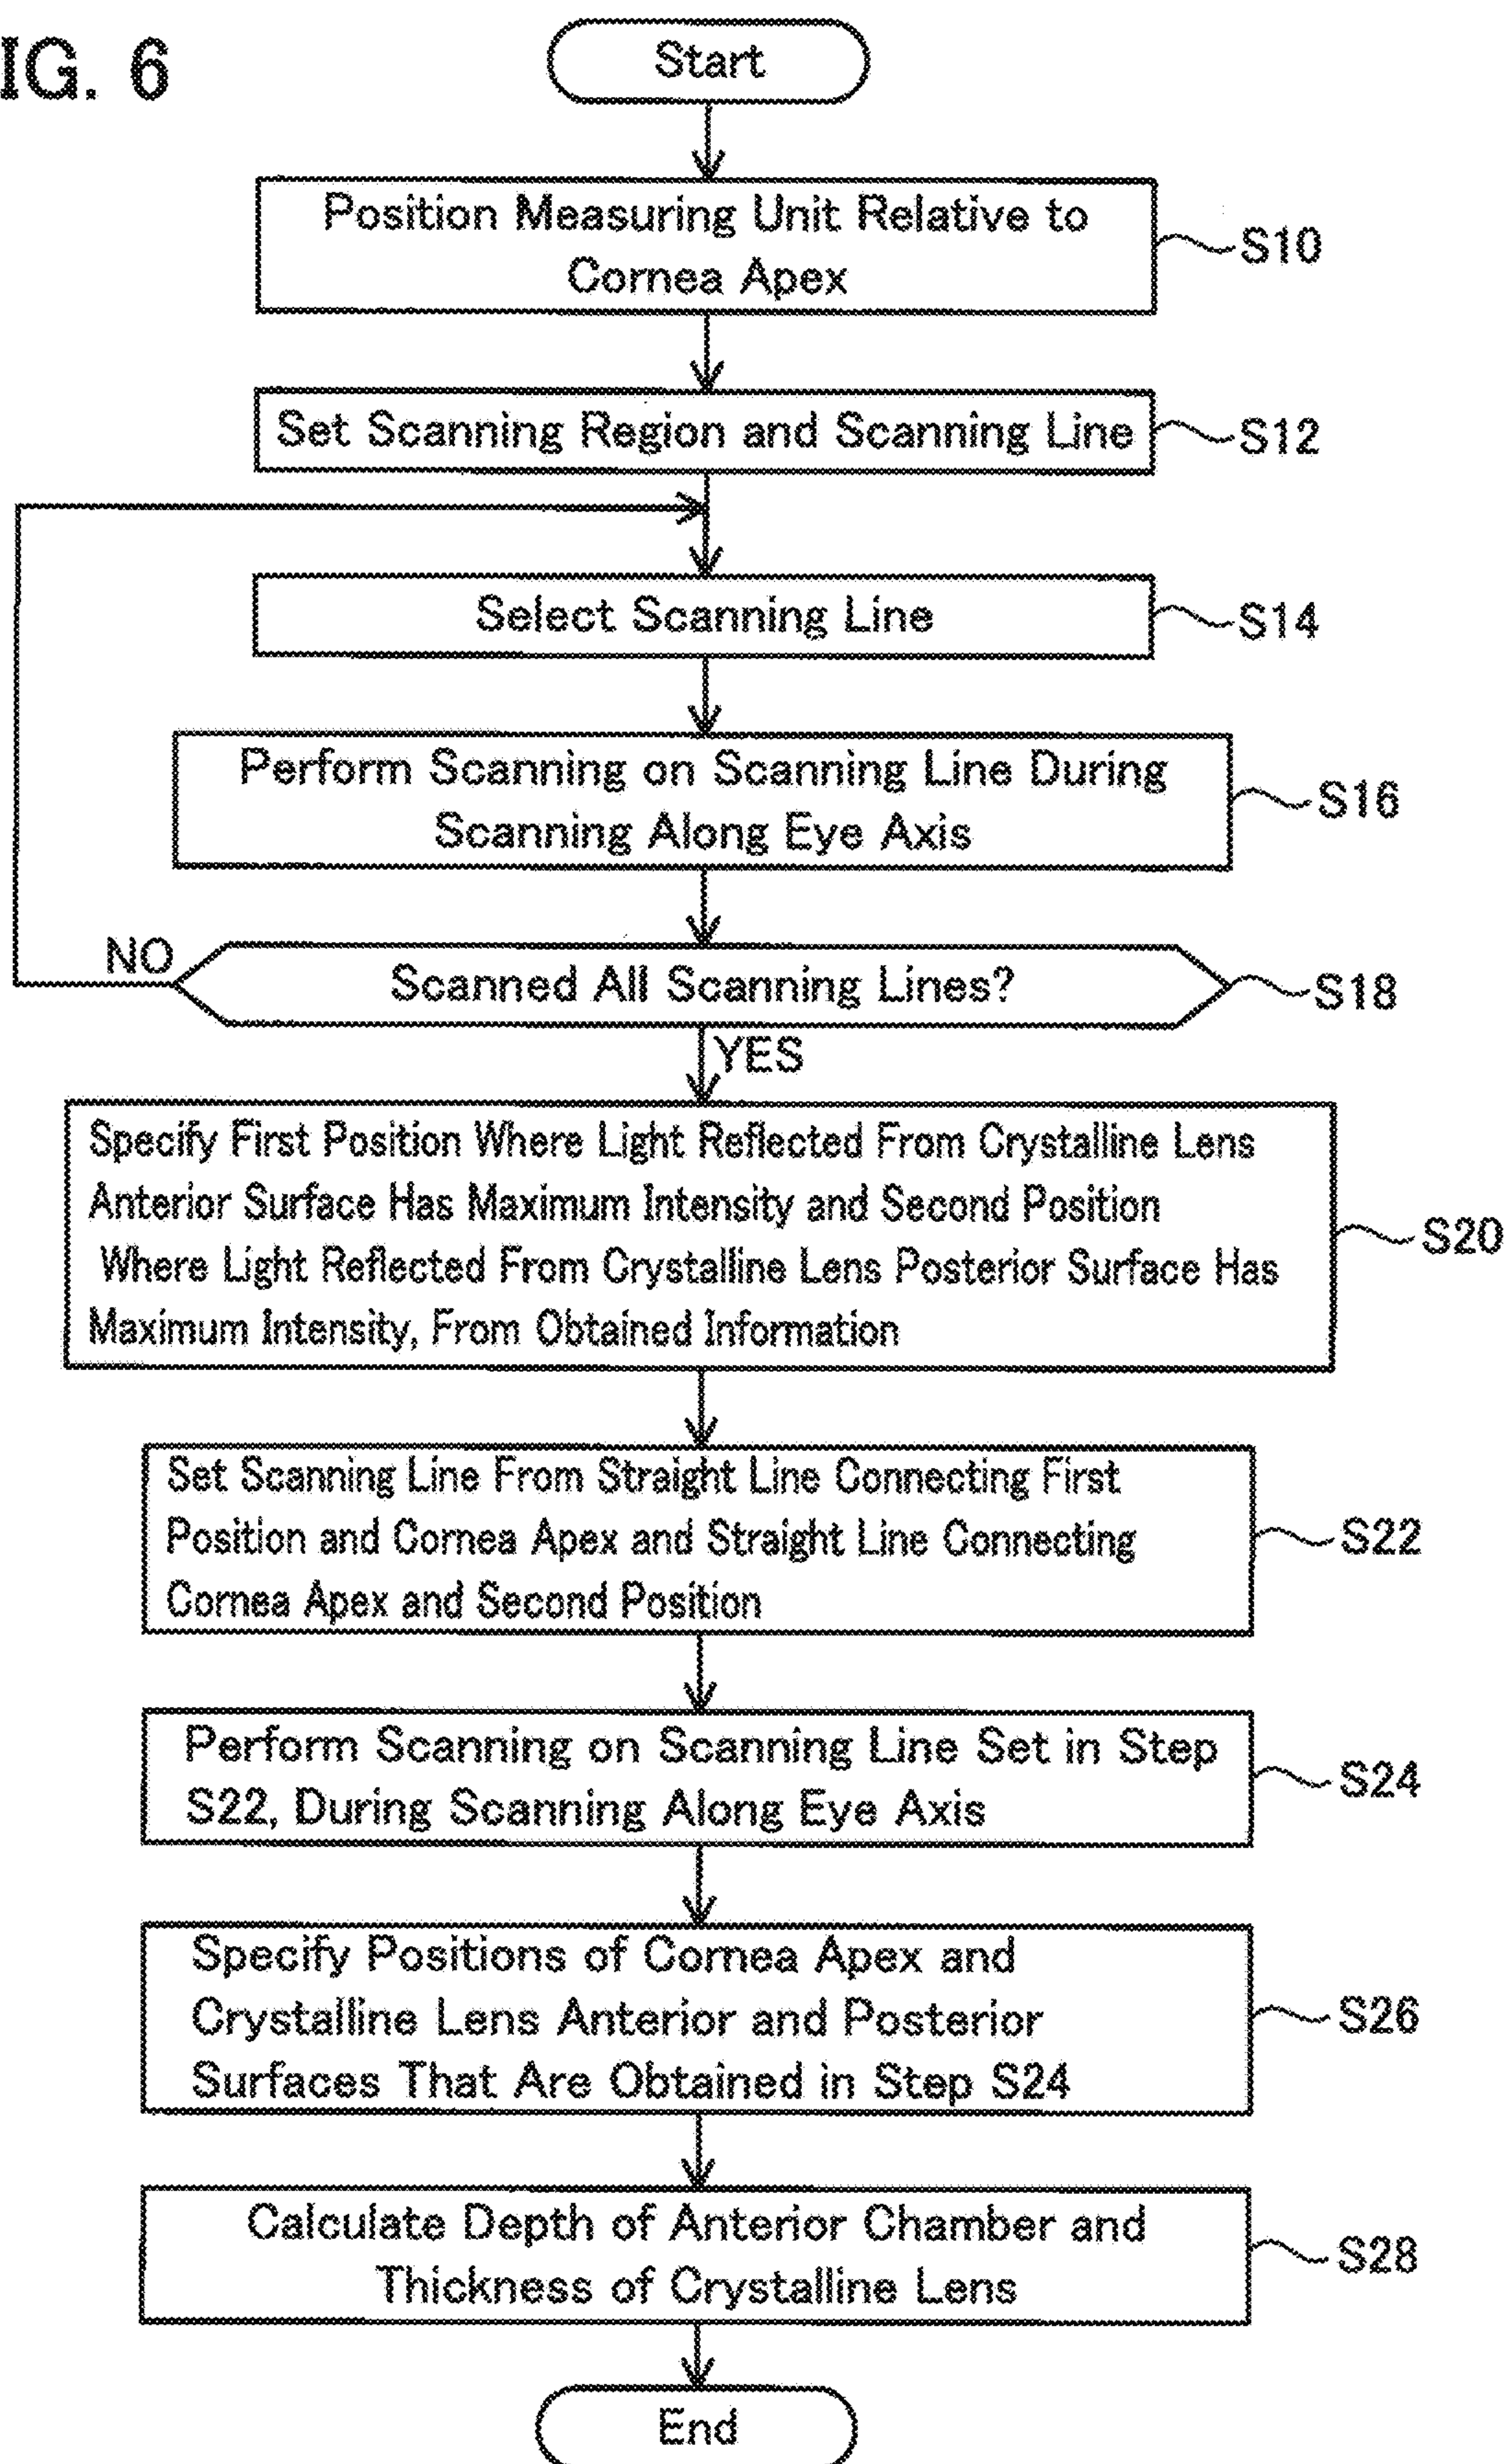 IG. 6
Start
Position Measuring Unit Relative to
Cornea Apex
S10
Set Scanning Region and Scanning Line
S12
Select Scanning Line
S14
Perform Scanning on Scanning Line During
Scanning Along Eye Axis
S16
NO
Scanned All Scanning Lines?
S18
YES
Specify First Position Where Light Reflected From Crystalline Lens
Anterior Surface Has Maximum Intensity and Second Position
Where Light Reflected From Crystalline Lens Posterior Surface Has
Maximum Intensity, From Obtained Information
S20
Set Scanning Line From Straight Line Connecting First
Position and Cornea Apex and Straight Line Connecting
Cornea Apex and Second Position
S22
Perform Scanning on Scanning Line Set in Step
S22, During Scanning Along Eye Axis
S24
Specify Positions of Cornea Apex and
Crystalline Lens Anterior and Posterior
Surfaces That Are Obtained in Step S24
S26
Calculate Depth of Anterior Chamber and
Thickness of Crystalline Lens
S28
End